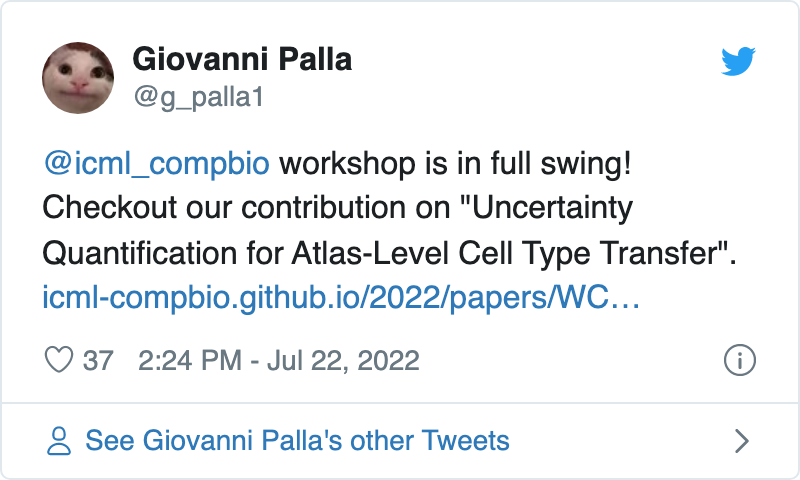 Giovanni Palla
@g_palla1
@icml_compbio workshop is in full swing!
Checkout our contribution on "Uncertainty
Quantification for Atlas-Level Cell Type Transfer".
icml-compbio.github.io/2022/papers/WC…
37 2:24 PM - Jul 22, 2022
See Giovanni Palla's other Tweets